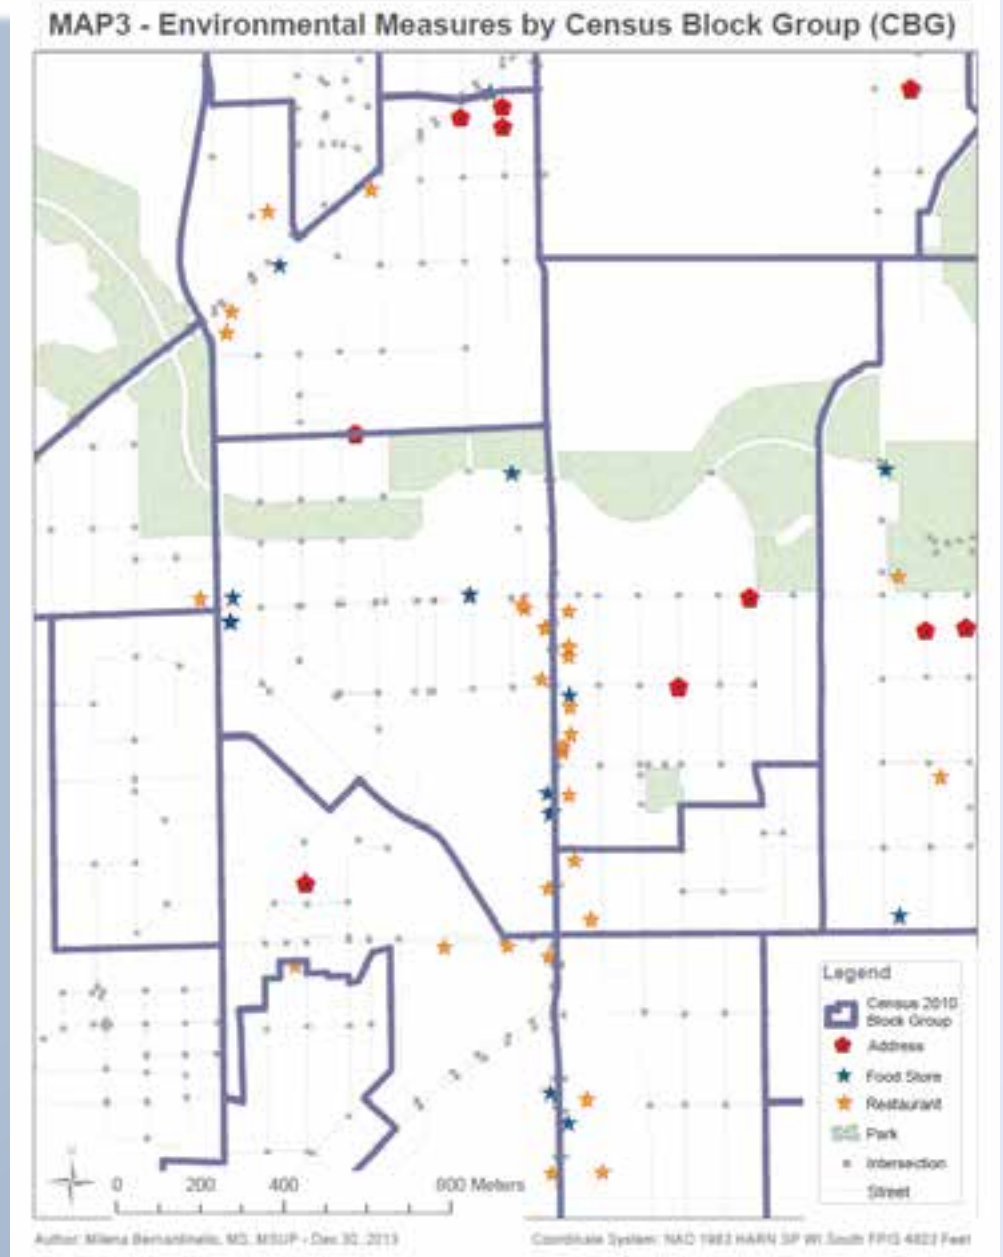 MAP3 - Environmental Measures by Census Block Group (CBG)
Legend
Census 2010
Block Group
Address
Food Store
Restaurant
Park
Intersection
Street
0 200 400 800 Meters
Author: Milena Bernardinello, MD, MSUP - Dec 30, 2013
Coordinate System: NAD 1983 HARN SP WI South FPIS 4803 Feet